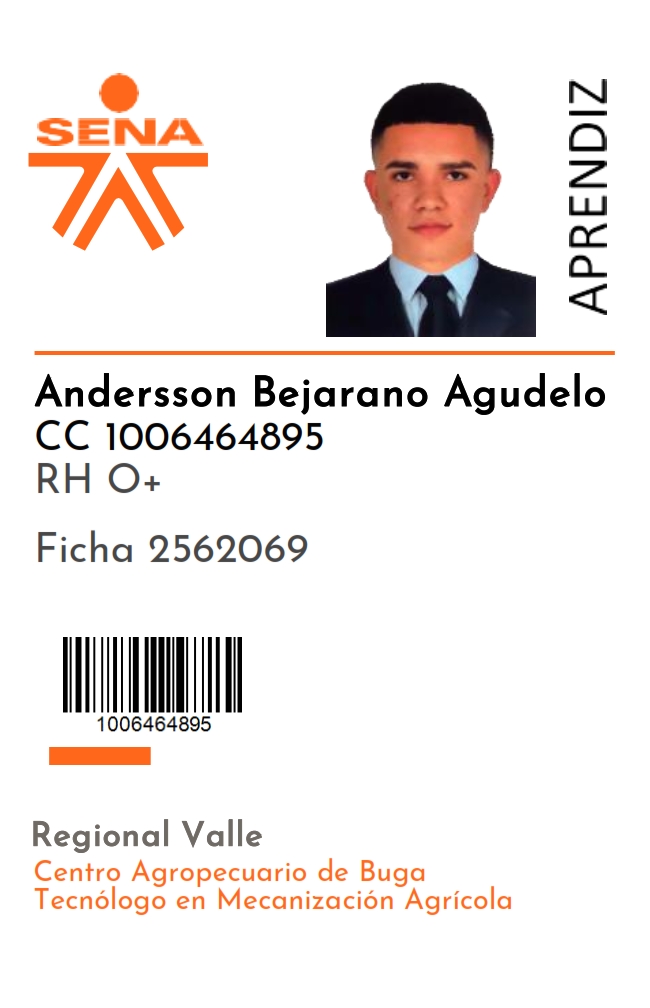 SENA
APRENDIZ
Andersson Bejarano Agudelo
CC 1006464895
RH O+
Ficha 2562069
1006464895
Regional Valle
Centro Agropecuario de Buga
Tecnólogo en Mecanización Agrícola